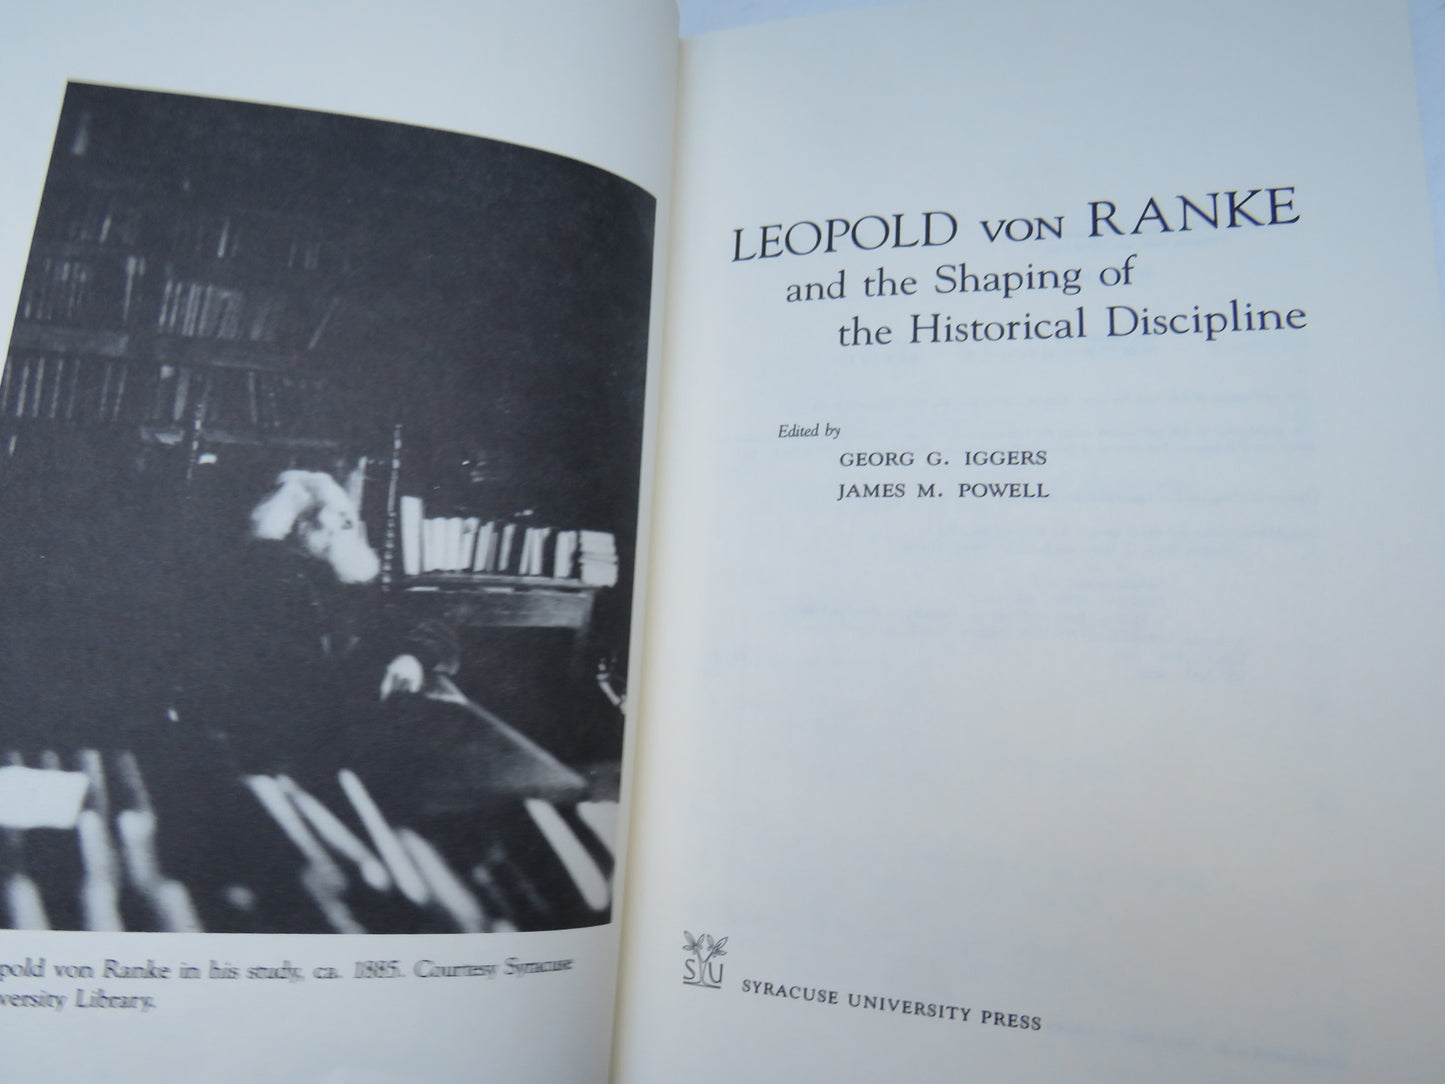 pold von Ranke in his study, ca. 1885. Courtesy Syracuse
versity Library.
LEOPOLD VON RANKE
and the Shaping of
the Historical Discipline
Edited by
GEORG G. IGGERS
JAMES M. POWELL
SYU
SYRACUSE UNIVERSITY PRESS